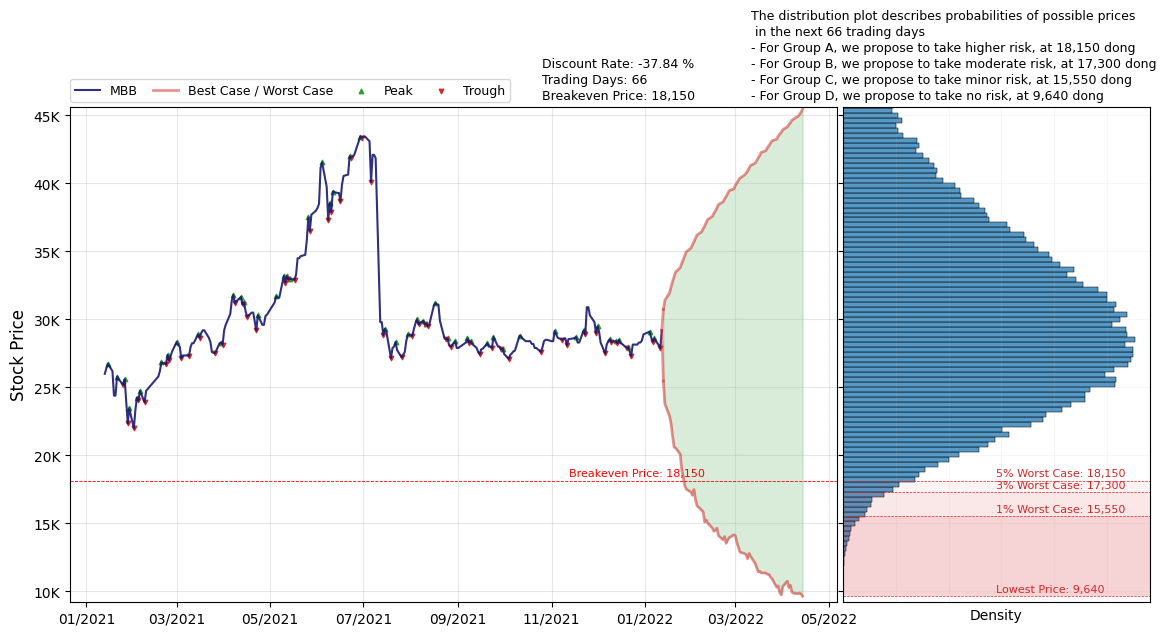 The distribution plot describes probabilities of possible prices
in the next 66 trading days
- For Group A, we propose to take higher risk, at 18,150 dong
- For Group B, we propose to take moderate risk, at 17,300 dong
- For Group C, we propose to take minor risk, at 15,550 dong
- For Group D, we propose to take no risk, at 9,640 dong
Discount Rate: -37.84 %
Trading Days: 66
Breakeven Price: 18,150
MBB
Best Case / Worst Case
Peak
Trough
Stock Price
45K
40K
35K
30K
25K
20K
15K
10K
Breakeven Price: 18,150
5% Worst Case: 18,150
3% Worst Case: 17,300
1% Worst Case: 15,550
Lowest Price: 9,640
01/2021
03/2021
05/2021
07/2021
09/2021
11/2021
01/2022
03/2022
05/2022
Density